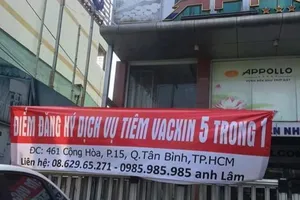 APPOLLO
ĐIỂM ĐĂNG KÝ DỊCH VỤ TIÊM VACXIN 5 TRONG 1
ĐC: 461 Cộng Hòa, P.15, Q.Tân Bình,TP.HCM
Liên hệ: 08.629.65.271 - 0985.985.985 anh Lâm